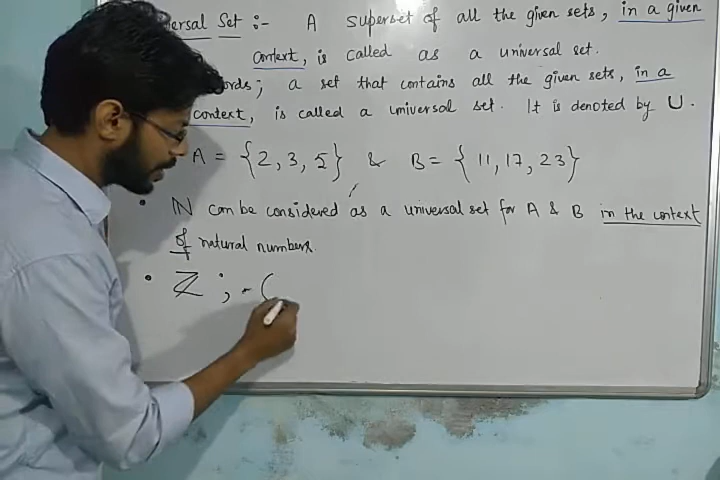 Set :- A superset of all the given sets, in a given
context, is called as a universal set.
a set that contains all the given sets, in a
context, is called a universal set. It is denoted by U.
A = {2, 3, 5} & B = {11, 17, 23}
• ℕ can be considered as a universal set for A & B in the context
of natural numbers.
• ℤ ; - (